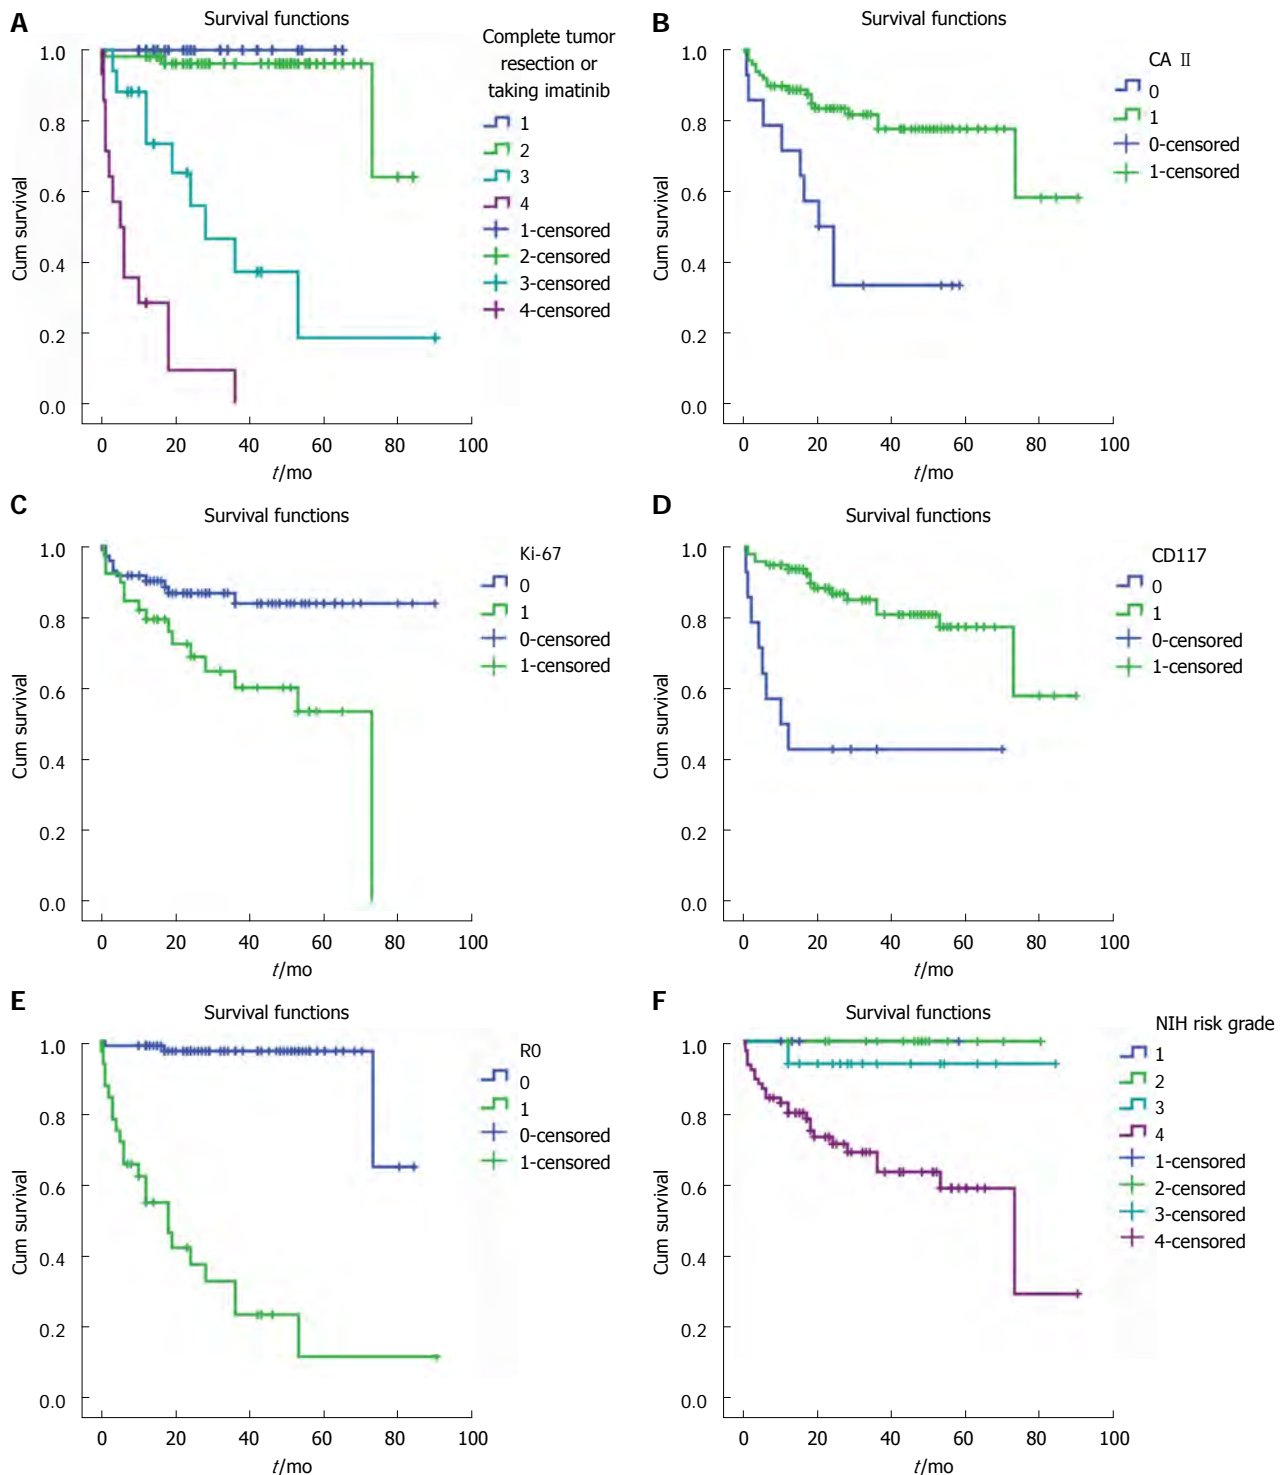 A
Survival functions
Complete tumor
resection or
taking imatinib
1
2
3
4
1-censored
2-censored
3-censored
4-censored
Cum survival
1.0
0.8
0.6
0.4
0.2
0.0
0 20 40 60 80 100
t/mo
B
Survival functions
CA Ⅱ
0
1
0-censored
1-censored
Cum survival
1.0
0.8
0.6
0.4
0.2
0.0
0 20 40 60 80 100
t/mo
C
Survival functions
Ki-67
0
1
0-censored
1-censored
Cum survival
1.0
0.8
0.6
0.4
0.2
0.0
0 20 40 60 80 100
t/mo
D
Survival functions
CD117
0
1
0-censored
1-censored
Cum survival
1.0
0.8
0.6
0.4
0.2
0.0
0 20 40 60 80 100
t/mo
E
Survival functions
R0
0
1
0-censored
1-censored
Cum survival
1.0
0.8
0.6
0.4
0.2
0.0
0 20 40 60 80 100
t/mo
F
Survival functions
NIH risk grade
1
2
3
4
1-censored
2-censored
3-censored
4-censored
Cum survival
1.0
0.8
0.6
0.4
0.2
0.0
0 20 40 60 80 100
t/mo